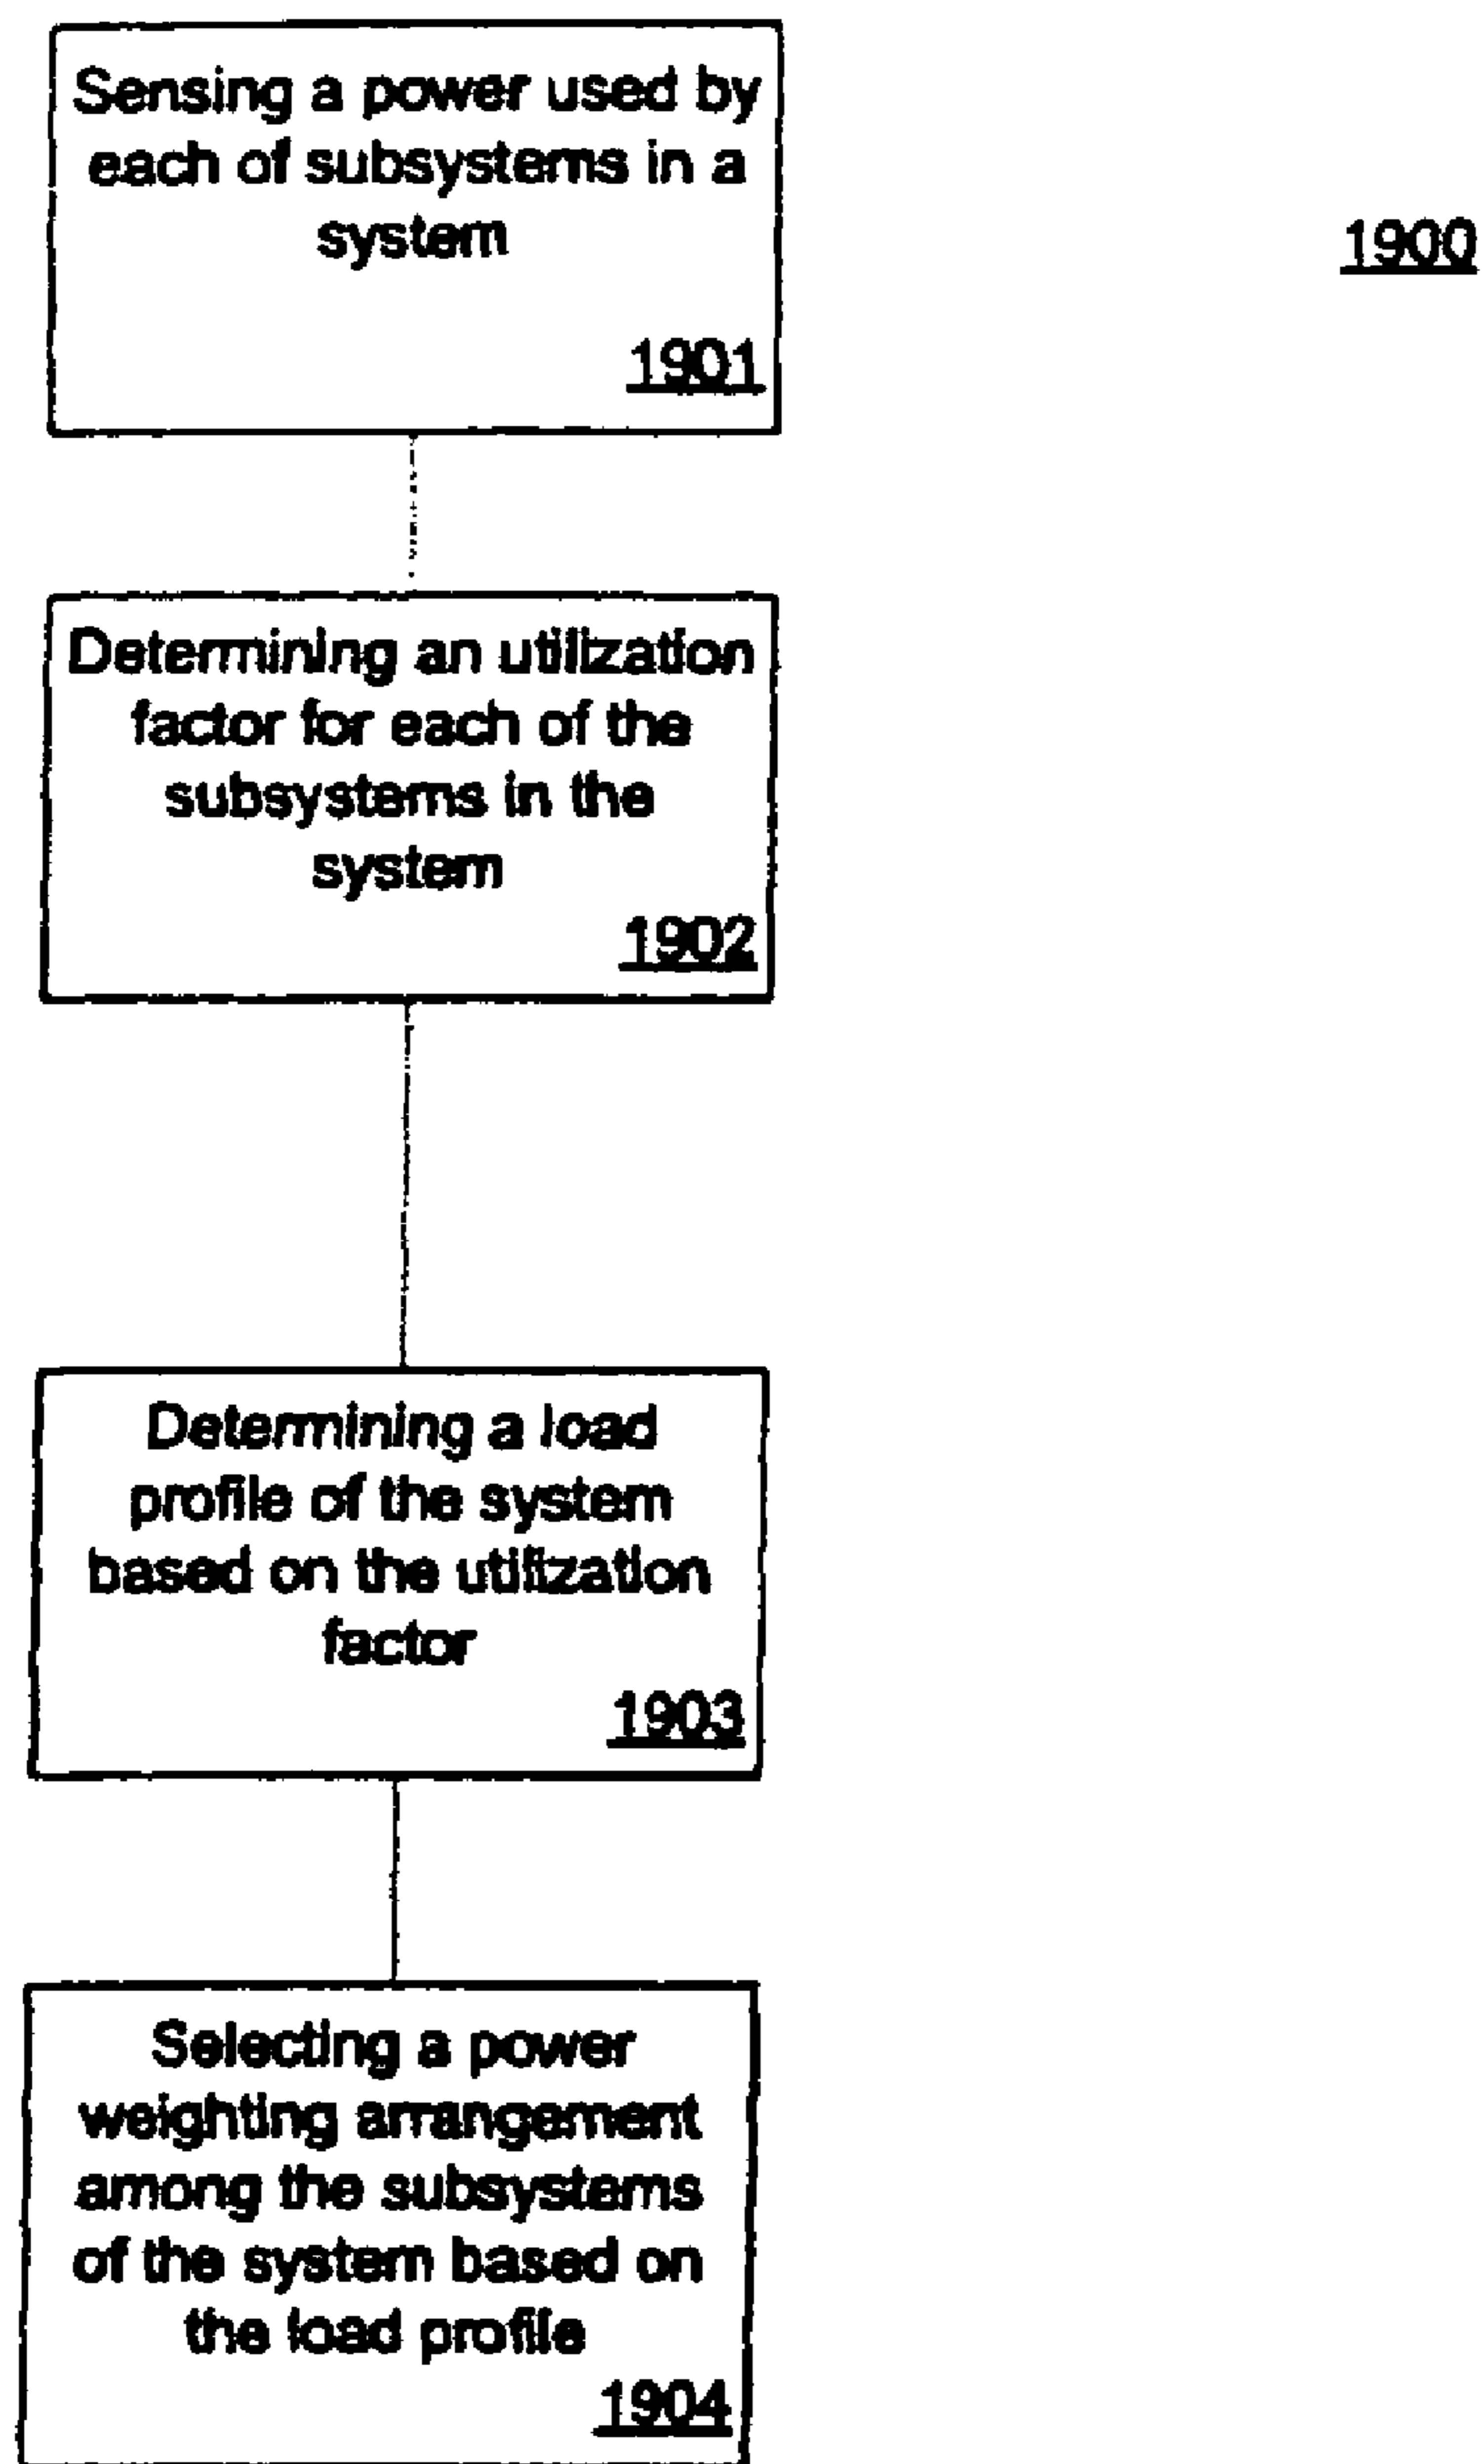 Sensing a power used by
each of subsystems in a
system
1900
1901
Determining an utilization
factor for each of the
subsystems in the
system
1902
Determining a load
profile of the system
based on the utilization
factor
1903
Selecting a power
weighting arrangement
among the subsystems
of the system based on
the load profile
1904